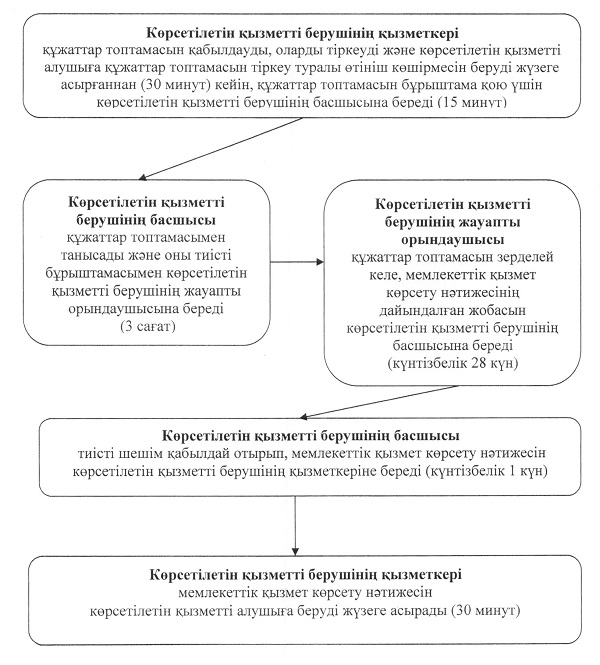 Көрсетілетін қызметті берушінің қызметкері
құжаттар топтамасын қабылдауды, оларды тіркеуді және көрсетілетін қызметті
алушыға құжаттар топтамасын тіркеу туралы өтініш көшірмесін беруді жүзеге
асырғаннан (30 минут) кейін, құжаттар топтамасын бұрыштама қою үшін
көрсетілетін қызметті берушінің басшысына береді (15 минут)
Көрсетілетін қызметті
берушінің басшысы
құжаттар топтамасымен
танысады және оны тиісті
бұрыштамасымен көрсетілетін
қызметті берушінің жауапты
орындаушысына береді
(3 сағат)
Көрсетілетін қызметті
берушінің жауапты
орындаушысы
құжаттар топтамасын зерделей
келе, мемлекеттік қызмет
көрсету нәтижесінің
дайындалған жобасын
көрсетілетін қызметті берушінің
басшысына береді
(күнтізбелік 28 күн)
Көрсетілетін қызметті берушінің басшысы
тиісті шешім қабылдай отырып, мемлекеттік қызмет көрсету нәтижесін
көрсетілетін қызметті берушінің қызметкеріне береді (күнтізбелік 1 күн)
Көрсетілетін қызметті берушінің қызметкері
мемлекеттік қызмет көрсету нәтижесін
көрсетілетін қызметті алушыға беруді жүзеге асырады (30 минут)